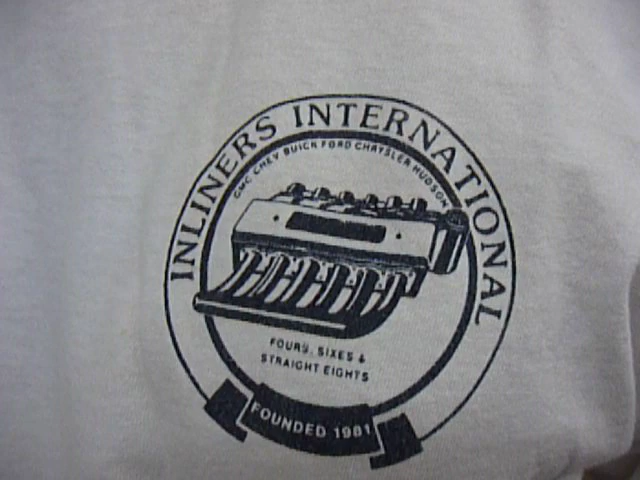 INLINERS INTERNATIONAL
GMC CHEV BUICK FORD CHRYSLER HUDSON
FOURS, SIXES &
STRAIGHT EIGHTS
FOUNDED 1981